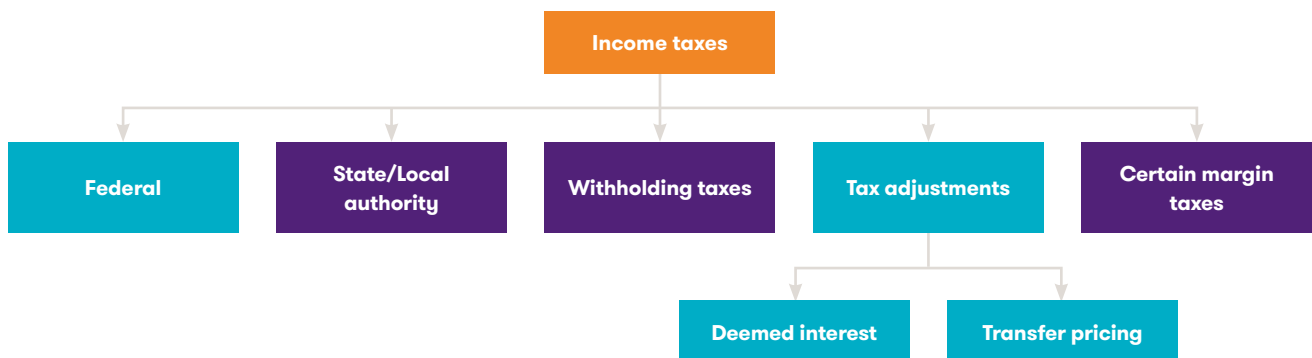 Income taxes
Federal
State/Local
authority
Withholding taxes
Tax adjustments
Certain margin
taxes
Deemed interest
Transfer pricing